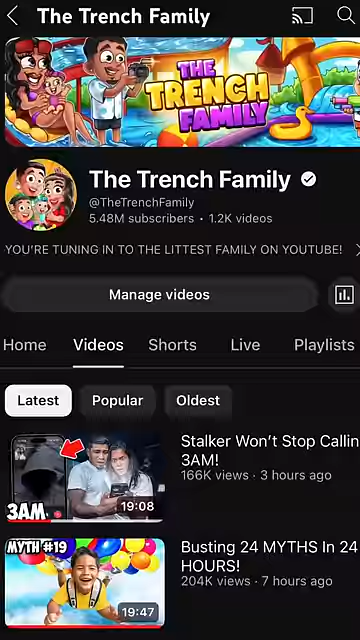 The Trench Family
THE
TRENCH
FAMILY
The Trench Family
@TheTrenchFamily
5.48M subscribers • 1.2K videos
YOU'RE TUNING IN TO THE LITTEST FAMILY ON YOUTUBE!
Manage videos
Home Videos Shorts Live Playlists
Latest Popular Oldest
Stalker Won't Stop Callin
3AM!
166K views · 3 hours ago
3AM
19:08
MYTH #19
Busting 24 MYTHS In 24
HOURS!
204K views · 7 hours ago
19:47